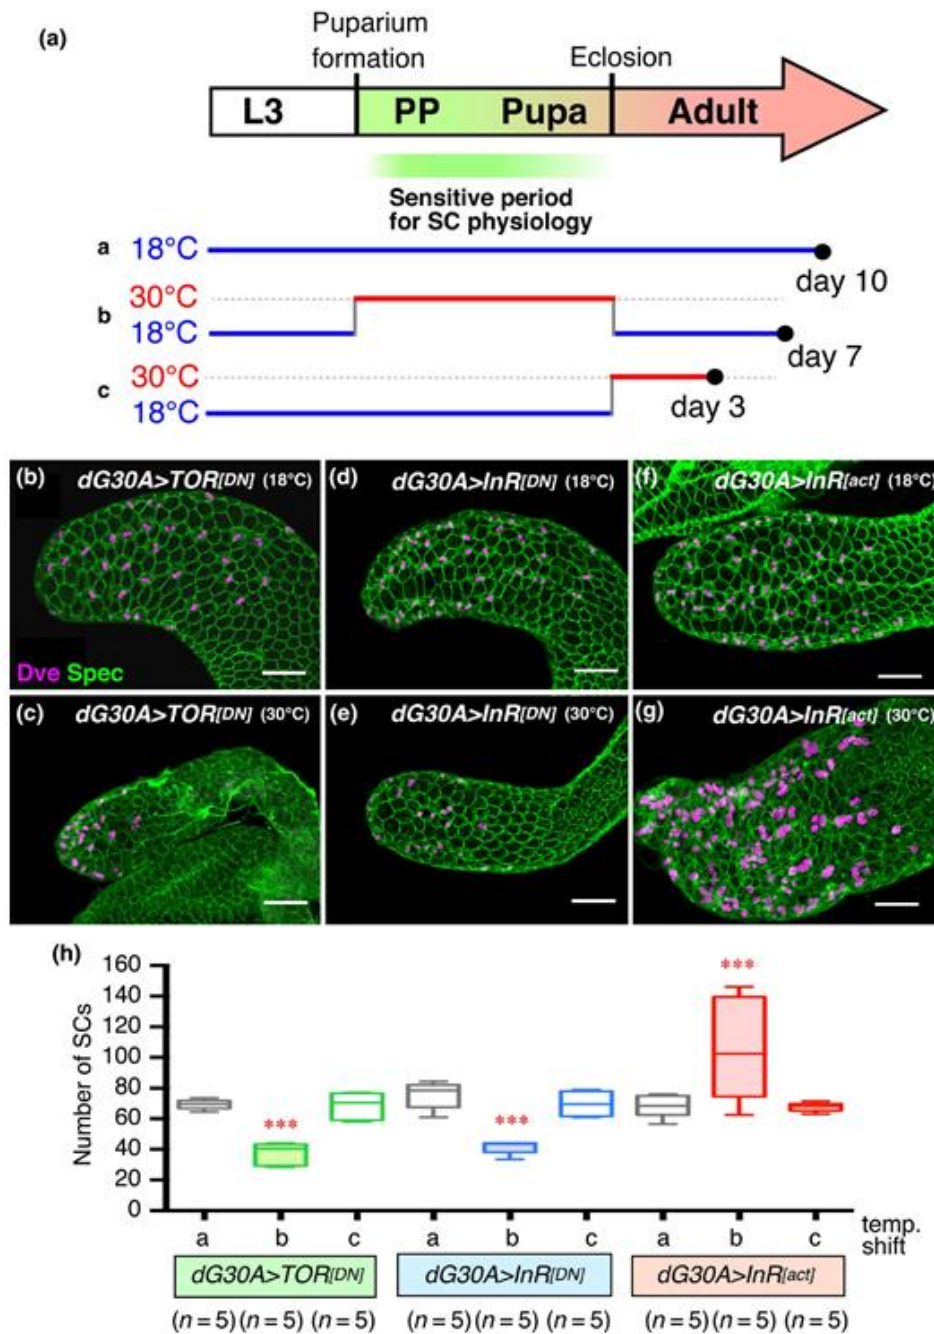 (a)
Puparium
formation
Eclosion
L3 PP Pupa Adult
Sensitive period
for SC physiology
a 18°C
day 10
30°C
b
18°C
day 7
30°C
c
day 3
18°C
(b) dG30A>TOR[DN] (18°C)
Dve Spec
(d) dG30A>InR[DN] (18°C)
(f) dG30A>InR[act] (18°C)
(c) dG30A>TOR[DN] (30°C)
(e) dG30A>InR[DN] (30°C)
(g) dG30A>InR[act] (30°C)
(h)
Number of SCs
160
140
120
100
80
60
40
20
0
***
***
***
a b c a b c a b c
temp.
shift
dG30A>TOR[DN] dG30A>InR[DN] dG30A>InR[act]
(n = 5) (n = 5) (n = 5) (n = 5) (n = 5) (n = 5) (n = 5) (n = 5) (n = 5)